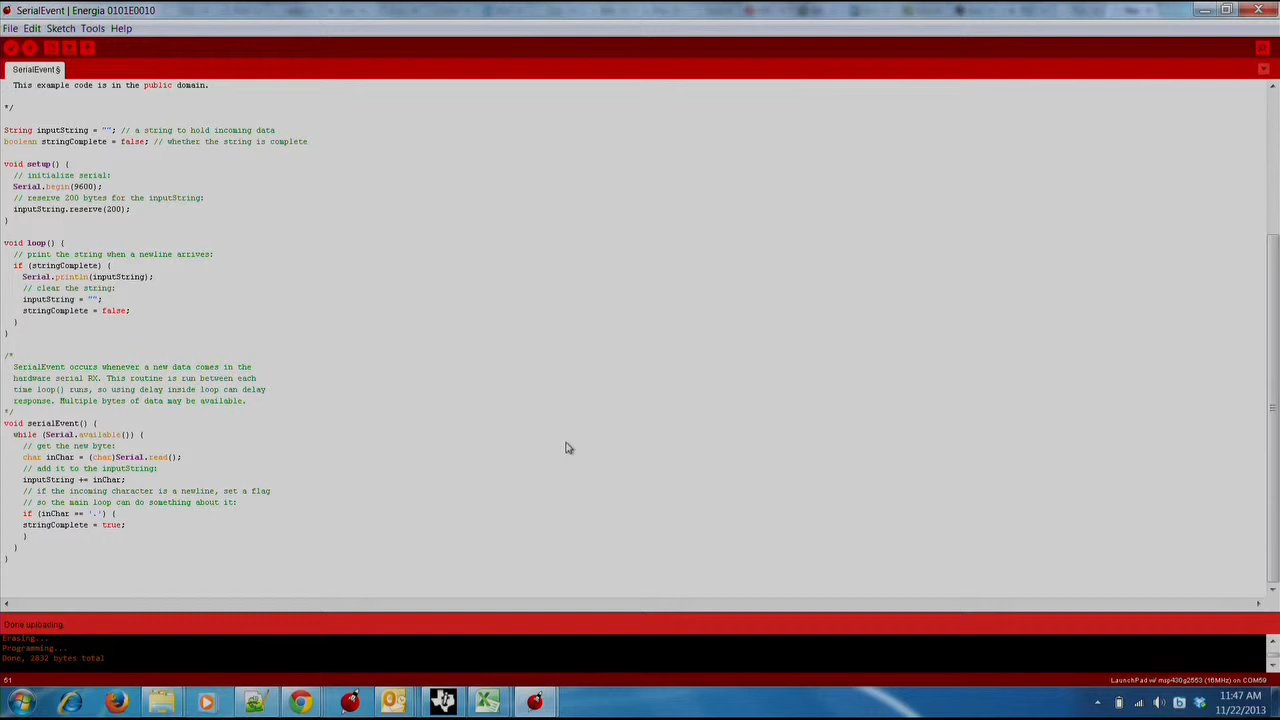 SerialEvent | Energia 0101E0010
File Edit Sketch Tools Help
SerialEvent §
This example code is in the public domain.
*/
String inputString = ""; // a string to hold incoming data
boolean stringComplete = false; // whether the string is complete
void setup() {
// initialize serial:
Serial.begin(9600);
// reserve 200 bytes for the inputString:
inputString.reserve(200);
}
void loop() {
// print the string when a newline arrives:
if (stringComplete) {
Serial.println(inputString);
// clear the string:
inputString = "";
stringComplete = false;
}
}
/*
SerialEvent occurs whenever a new data comes in the
hardware serial RX. This routine is run between each
time loop() runs, so using delay inside loop can delay
response. Multiple bytes of data may be available.
*/
void serialEvent() {
while (Serial.available()) {
// get the new byte:
char inChar = (char)Serial.read();
// add it to the inputString:
inputString += inChar;
// if the incoming character is a newline, set a flag
// so the main loop can do something about it:
if (inChar == '.') {
stringComplete = true;
}
}
}
Done uploading.
Erasing...
Programming...
Done, 2832 bytes total
51
LaunchPad w/ msp430g2553 (16MHz) on COM59
11:47 AM
11/22/2013